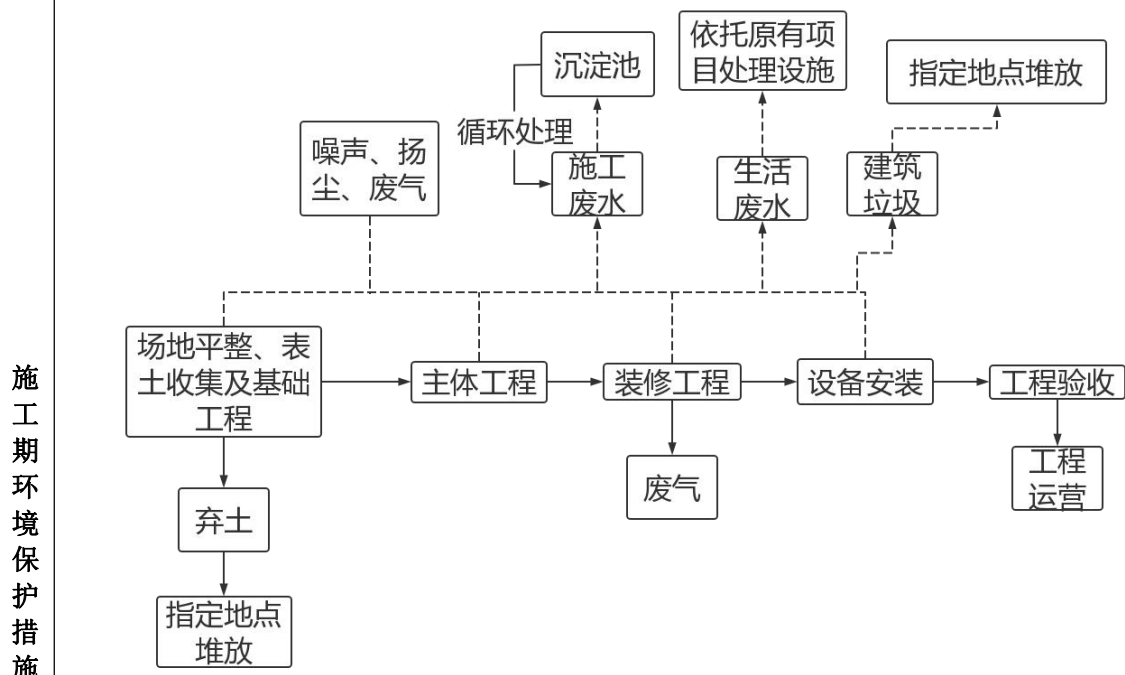 沉淀池
依托原有项
目处理设施
指定地点堆放
循环处理
噪声、扬
尘、废气
施工
废水
生活
废水
建筑
垃圾
场地平整、表
土收集及基础
工程
主体工程
装修工程
设备安装
工程验收
废气
工程
运营
弃土
指定地点
堆放
施
工
期
环
境
保
护
措
施